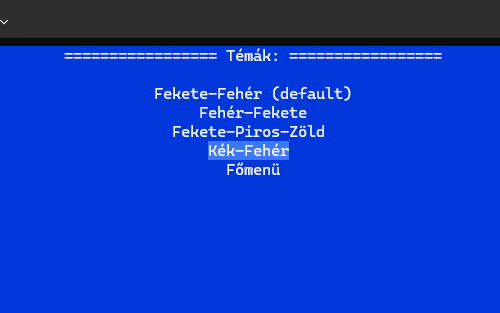 ================= Témák: =================
Fekete-Fehér (default)
Fehér-Fekete
Fekete-Piros-Zöld
Kék-Fehér
Főmenü